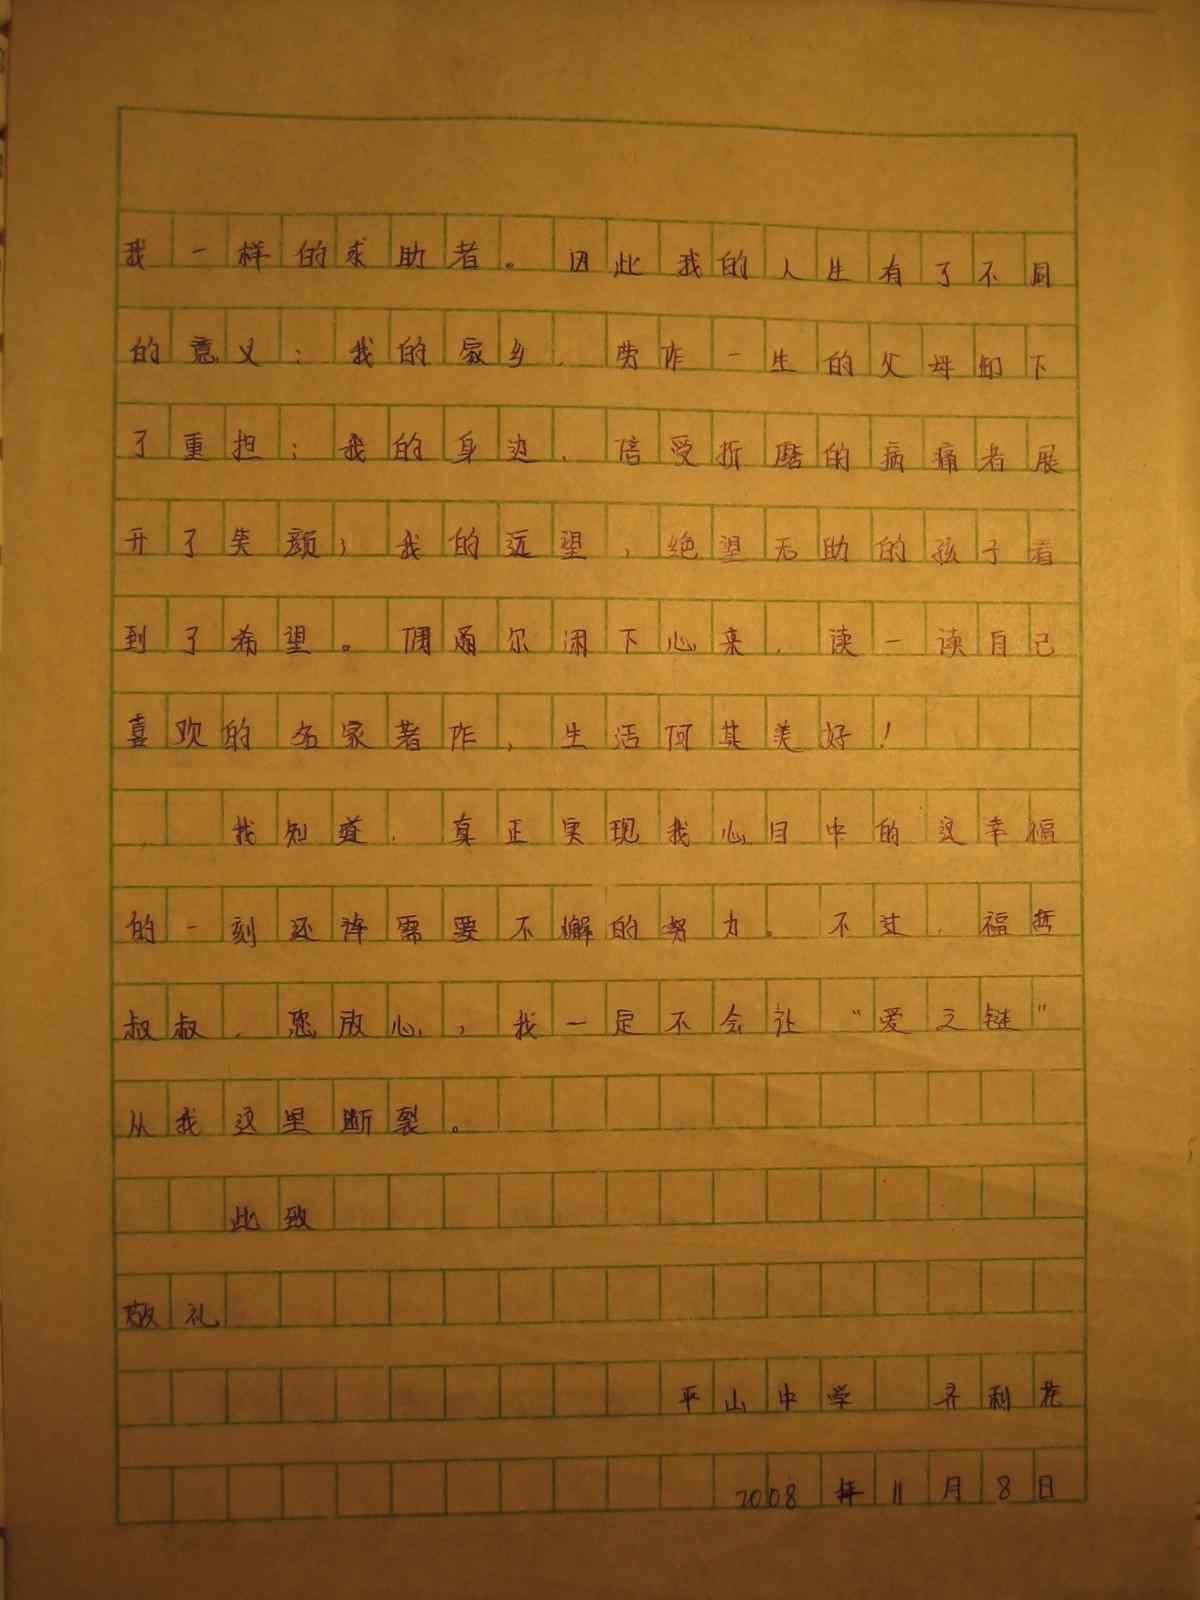 我一样的求助者。因此我的人生有了不同
的意义：我的家乡，劳作一生的父母卸下
了重担；我的身边，倍受折磨的病痛者展
开了笑颜；我的远望，绝望无助的孩子看
到了希望。偶尔闲下心来，读一读自己
喜欢的名家著作，生活何其美好！
我知道，真正实现我心目中的这幸福
的一刻还许需要不懈的努力。不过，福哲
叔叔，您放心，我一定不会让“爱之链”
从我这里断裂。
此致
敬礼
平山中学 齐利花
2008年11月8日